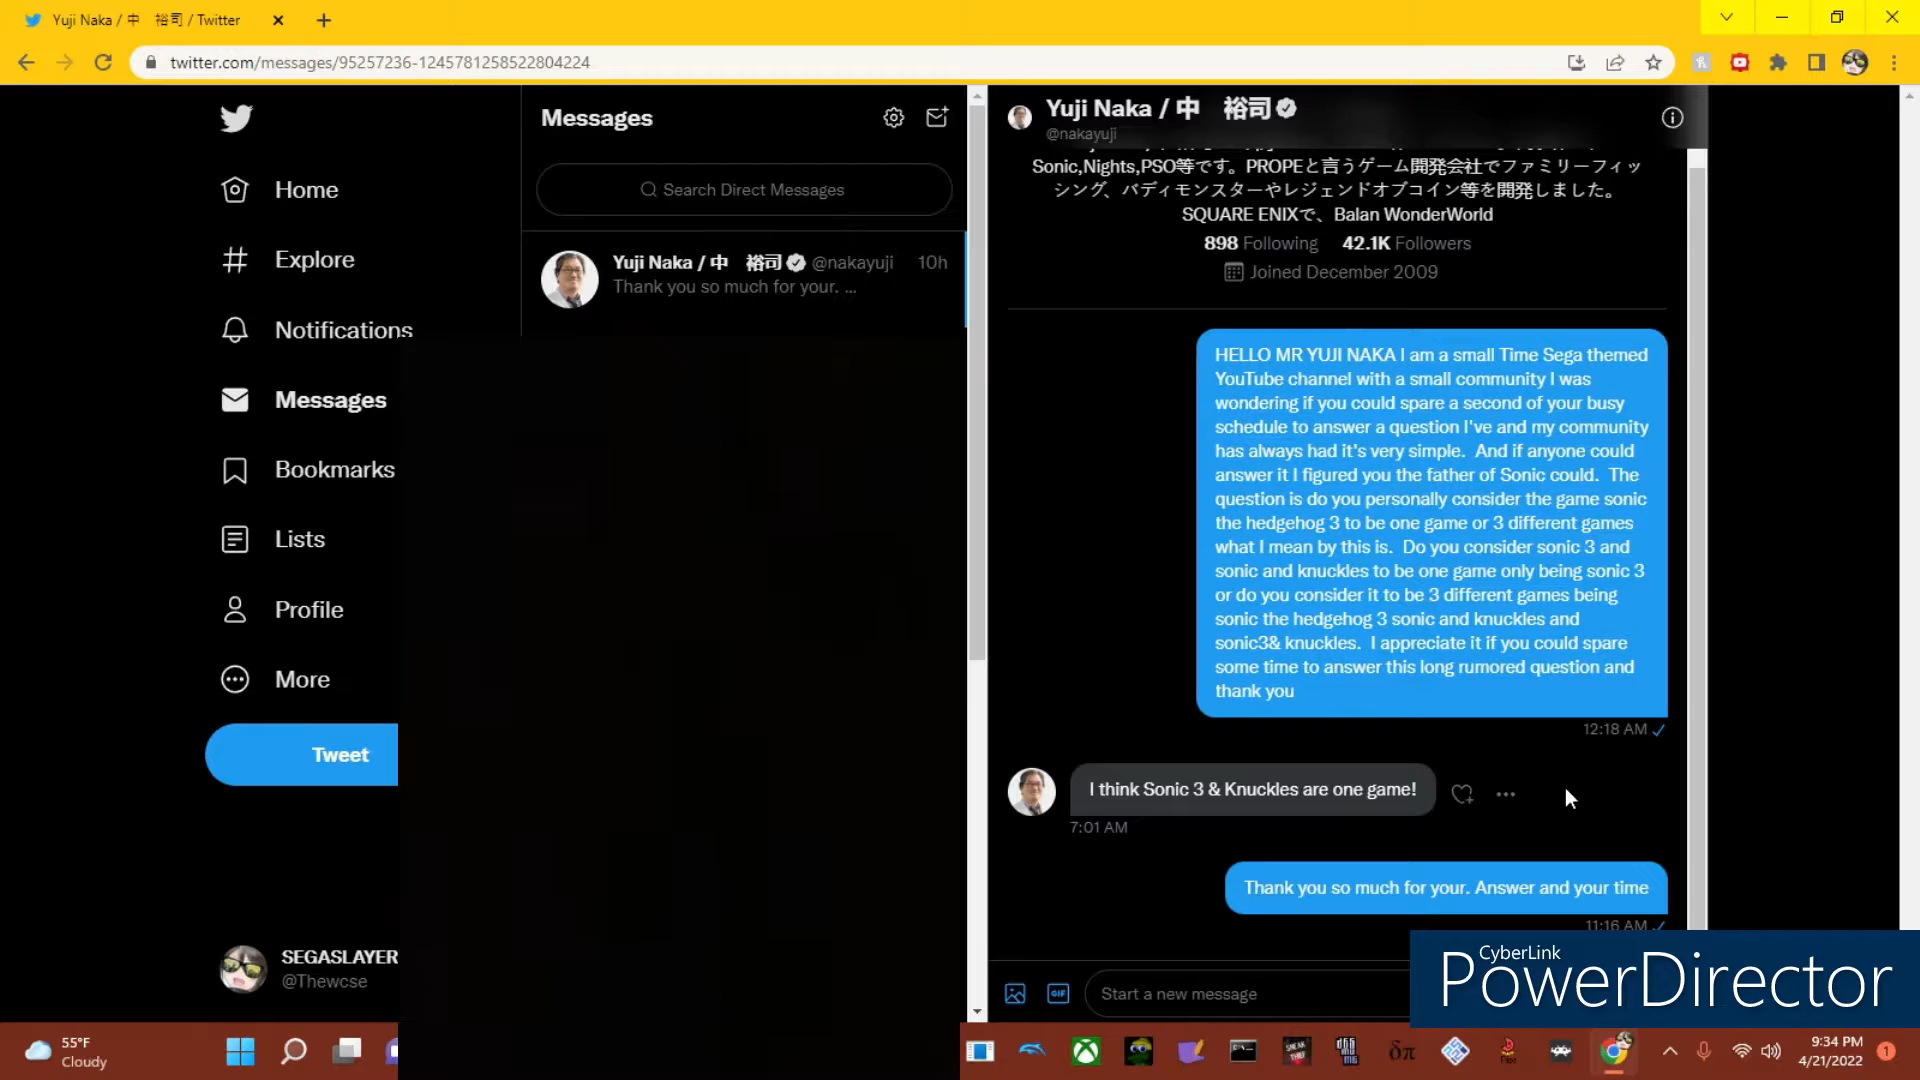 Yuji Naka / 中 裕司 / Twitter
twitter.com/messages/95257236-1245781258522804224
Home
Explore
Notifications
Messages
Bookmarks
Lists
Profile
More
Tweet
SEGASLAYER
@Thewcse
Messages
Search Direct Messages
Yuji Naka / 中 裕司 @nakayuji 10h
Thank you so much for your. ...
Yuji Naka / 中 裕司
@nakayuji
Sonic,Nights,PSO等です。PROPEと言うゲーム開発会社でファミリーフィッ
シング、バディモンスターやレジェンドオブコイン等を開発しました。
SQUARE ENIXで、Balan WonderWorld
898 Following 42.1K Followers
Joined December 2009
HELLO MR YUJI NAKA I am a small Time Sega themed
YouTube channel with a small community I was
wondering if you could spare a second of your busy
schedule to answer a question I've and my community
has always had it's very simple. And if anyone could
answer it I figured you the father of Sonic could. The
question is do you personally consider the game sonic
the hedgehog 3 to be one game or 3 different games
what I mean by this is. Do you consider sonic 3 and
sonic and knuckles to be one game only being sonic 3
or do you consider it to be 3 different games being
sonic the hedgehog 3 sonic and knuckles and
sonic3& knuckles. I appreciate it if you could spare
some time to answer this long rumored question and
thank you
12:18 AM
I think Sonic 3 & Knuckles are one game!
7:01 AM
Thank you so much for your. Answer and your time
11:16 AM
GIF
Start a new message
CyberLink
PowerDirector
55°F
Cloudy
δπ
9:34 PM
4/21/2022
1